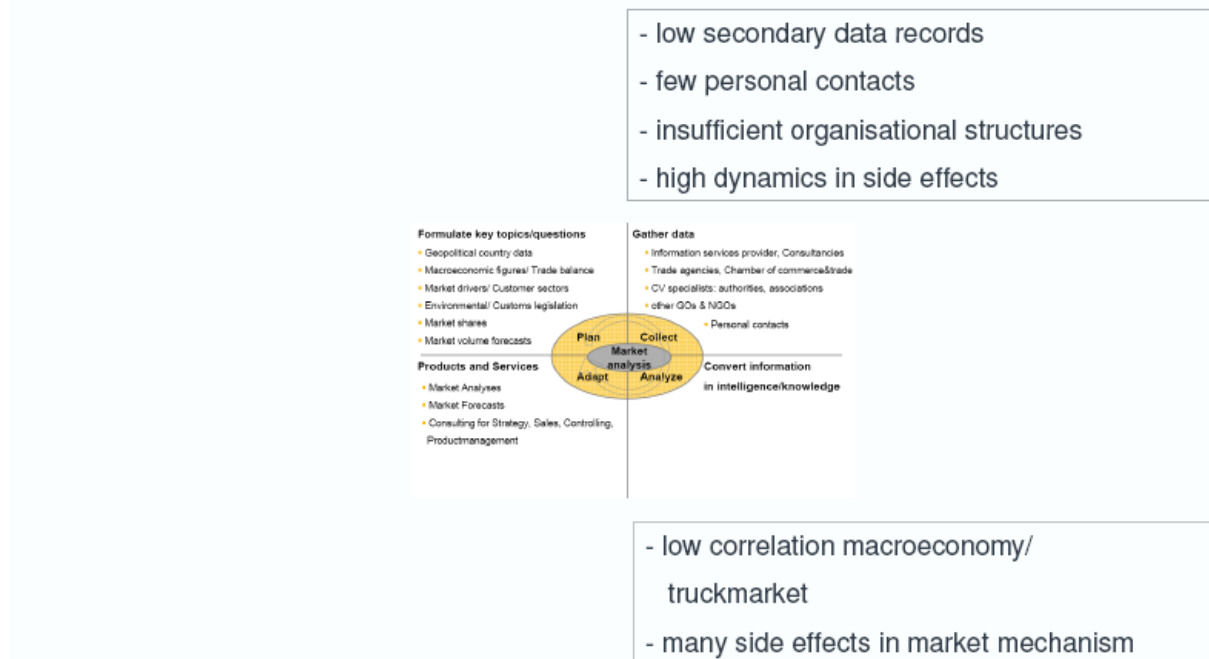 - low secondary data records
- few personal contacts
- insufficient organisational structures
- high dynamics in side effects
Formulate key topics/questions
Geopolitical country data
Macroeconomic figures/ Trade balance
Market drivers/ Customer sectors
Environmental/ Customs legislation
Market shares
Market volume forecasts
Gather data
Information services provider, Consultancies
Trade agencies, Chamber of commerce&trade
CV specialists: authorities, associations
other GOs & NGOs
Personal contacts
Plan
Collect
Market
analysis
Adapt
Analyze
Products and Services
Market Analyses
Market Forecasts
Consulting for Strategy, Sales, Controlling,
Productmanagement
Convert information
in intelligence/knowledge
- low correlation macroeconomy/
truckmarket
- many side effects in market mechanism